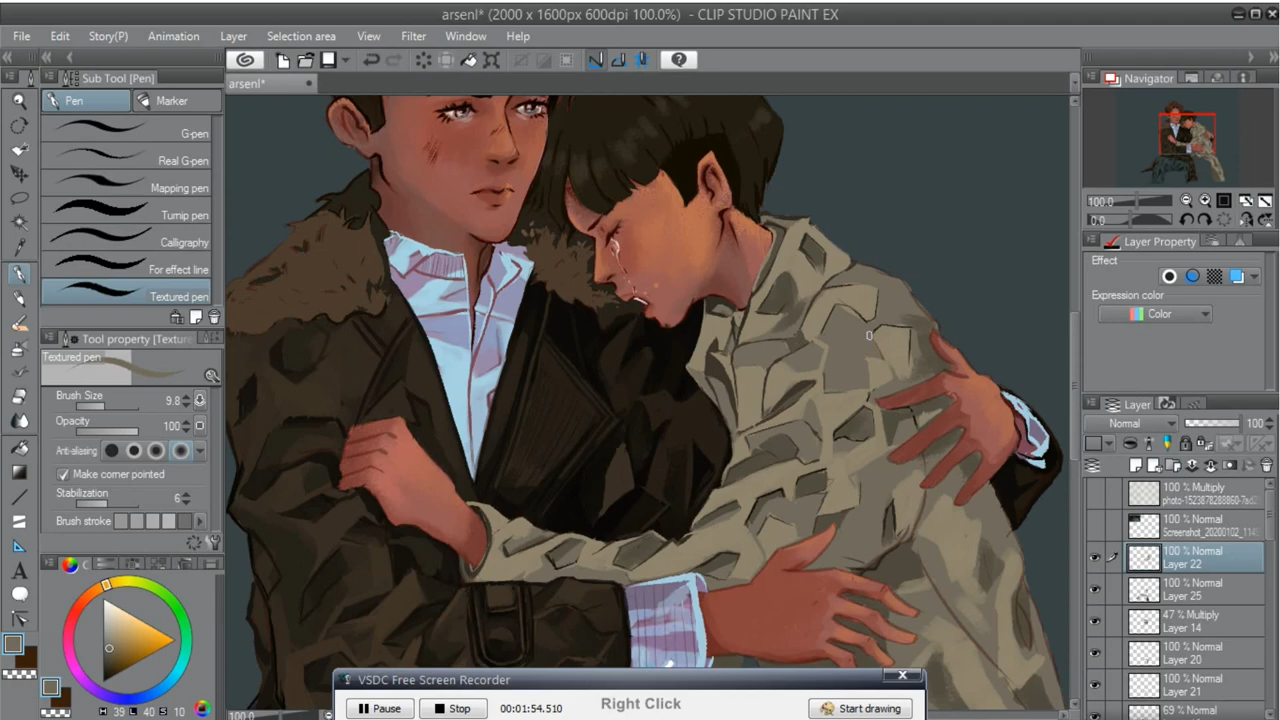 arsenl* (2000 x 1600px 600dpi 100.0%) - CLIP STUDIO PAINT EX
File Edit Story(P) Animation Layer Selection area View Filter Window Help
Sub Tool [Pen]
arsenl*
Navigator
Pen Marker
G-pen
Real G-pen
Mapping pen
Turnip pen
Calligraphy
For effect line
Textured pen
100.0
0.0
Layer Property
Effect
Expression color
Color
Tool property [Texture
Textured pen
Brush Size 9.8
Opacity 100
Anti-aliasing
Make corner pointed
Stabilization 6
Brush stroke
Layer
Normal 100
100 % Multiply
100 % Normal
100 % Normal
Layer 22
100 % Normal
Layer 25
47 % Multiply
Layer 14
100 % Normal
Layer 20
100 % Normal
Layer 21
69 % Normal
H 39 L 40 S 10
100.0
VSDC Free Screen Recorder
Pause Stop 00:01:54.510 Right Click Start drawing